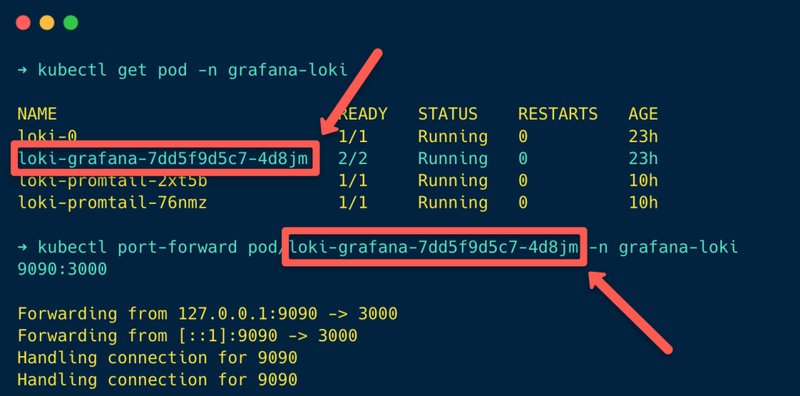 ➜ kubectl get pod -n grafana-loki
NAME READY STATUS RESTARTS AGE
loki-0 1/1 Running 0 23h
loki-grafana-7dd5f9d5c7-4d8jm 2/2 Running 0 23h
loki-promtail-2xt5b 1/1 Running 0 10h
loki-promtail-76nmz 1/1 Running 0 10h
➜ kubectl port-forward pod/loki-grafana-7dd5f9d5c7-4d8jm -n grafana-loki
9090:3000
Forwarding from 127.0.0.1:9090 -> 3000
Forwarding from [::1]:9090 -> 3000
Handling connection for 9090
Handling connection for 9090